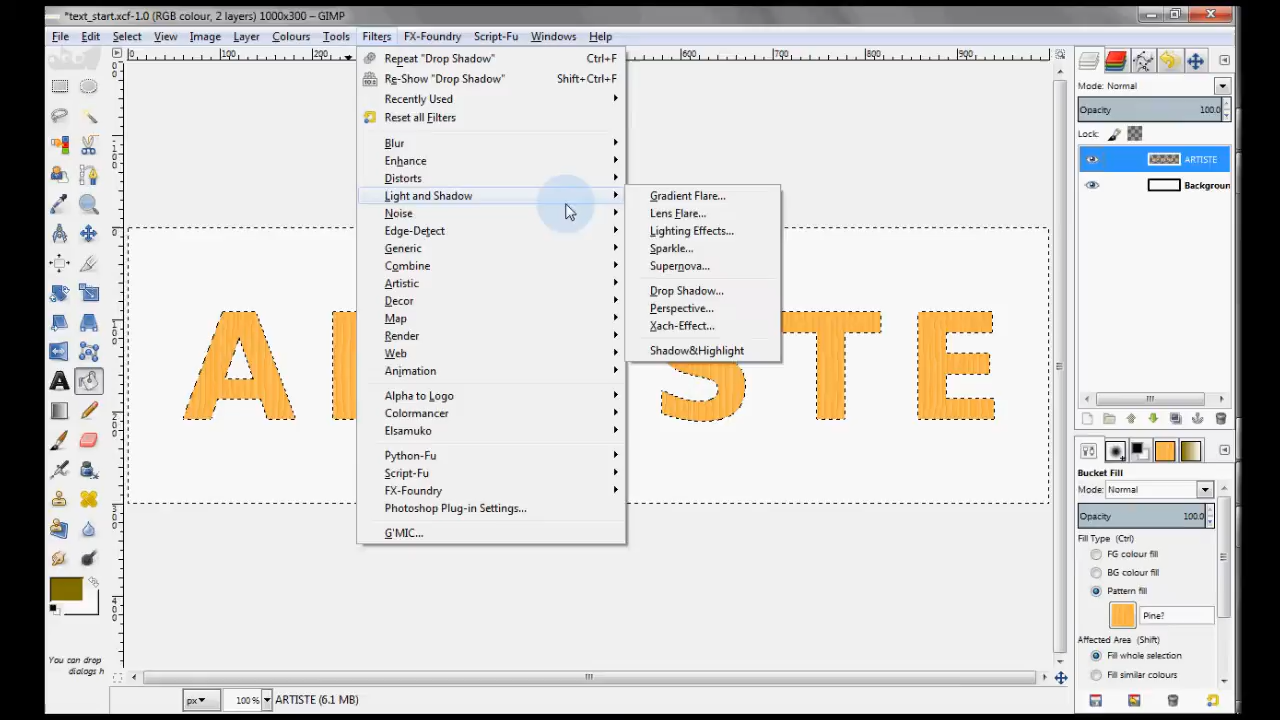 *text_start.xcf-1.0 (RGB colour, 2 layers) 1000x300 – GIMP
File Edit Select View Image Layer Colours Tools Filters FX-Foundry Script-Fu Windows Help
0 100 200 600 700 800 900
Repeat "Drop Shadow" Ctrl+F
Re-Show "Drop Shadow" Shift+Ctrl+F
Recently Used
Reset all Filters
Blur
Enhance
Distorts
Light and Shadow
Noise
Edge-Detect
Generic
Combine
Artistic
Decor
Map
Render
Web
Animation
Alpha to Logo
Colormancer
Elsamuko
Python-Fu
Script-Fu
FX-Foundry
Photoshop Plug-in Settings...
G'MIC...
Gradient Flare...
Lens Flare...
Lighting Effects...
Sparkle...
Supernova...
Drop Shadow...
Perspective...
Xach-Effect...
Shadow&Highlight
A STE
You can drop
dialogs h
px 100 % ARTISTE (6.1 MB)
Mode: Normal
Opacity 100.0
Lock:
ARTISTE
Backgroun
Bucket Fill
Mode: Normal
Opacity 100.0
Fill Type (Ctrl)
FG colour fill
BG colour fill
Pattern fill
Pine?
Affected Area (Shift)
Fill whole selection
Fill similar colours